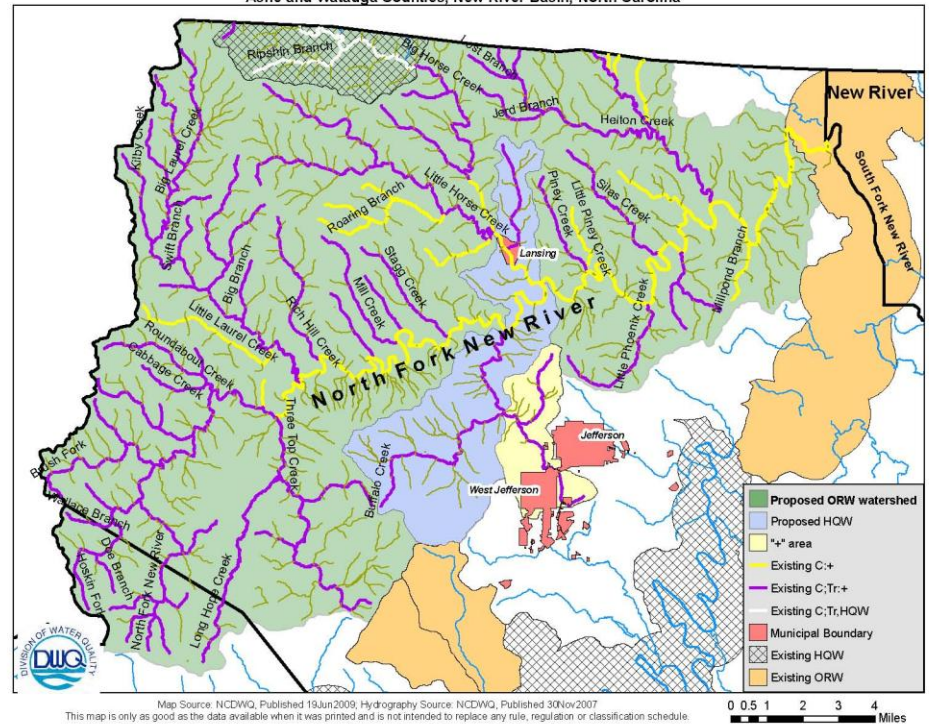 Ashe and Watauga Counties, New River Basin, North Carolina
Ripshin Branch
Big Horse Creek
Lost Branch
Jerd Branch
Helton Creek
New River
South Fork New River
Kilby Creek
Big Laurel Creek
Swift Branch
Big Branch
Roaring Branch
Little Horse Creek
Piney Creek
Little Piney Creek
Silas Creek
Lansing
Stagg Creek
Mill Creek
Rich Hill Creek
Millpond Branch
Little Phoenix Creek
Little Laurel Creek
Roundabout Creek
Cabbage Creek
North Fork New River
Three Top Creek
Jefferson
West Jefferson
Buffalo Creek
Brush Fork
Wallace Branch
Doe Branch
Hoskin Fork
North Fork New River
Long Hope Creek
Proposed ORW watershed
Proposed HQW
"+" area
Existing C:+
Existing C;Tr:+
Existing C;Tr,HQW
Municipal Boundary
Existing HQW
Existing ORW
DIVISION OF WATER QUALITY
DWQ
Map Source: NCDWQ, Published 19Jun2009; Hydrography Source: NCDWQ, Published 30Nov2007
This map is only as good as the data available when it was printed and is not intended to replace any rule, regulation or classification schedule.
0 0.5 1 2 3 4
Miles